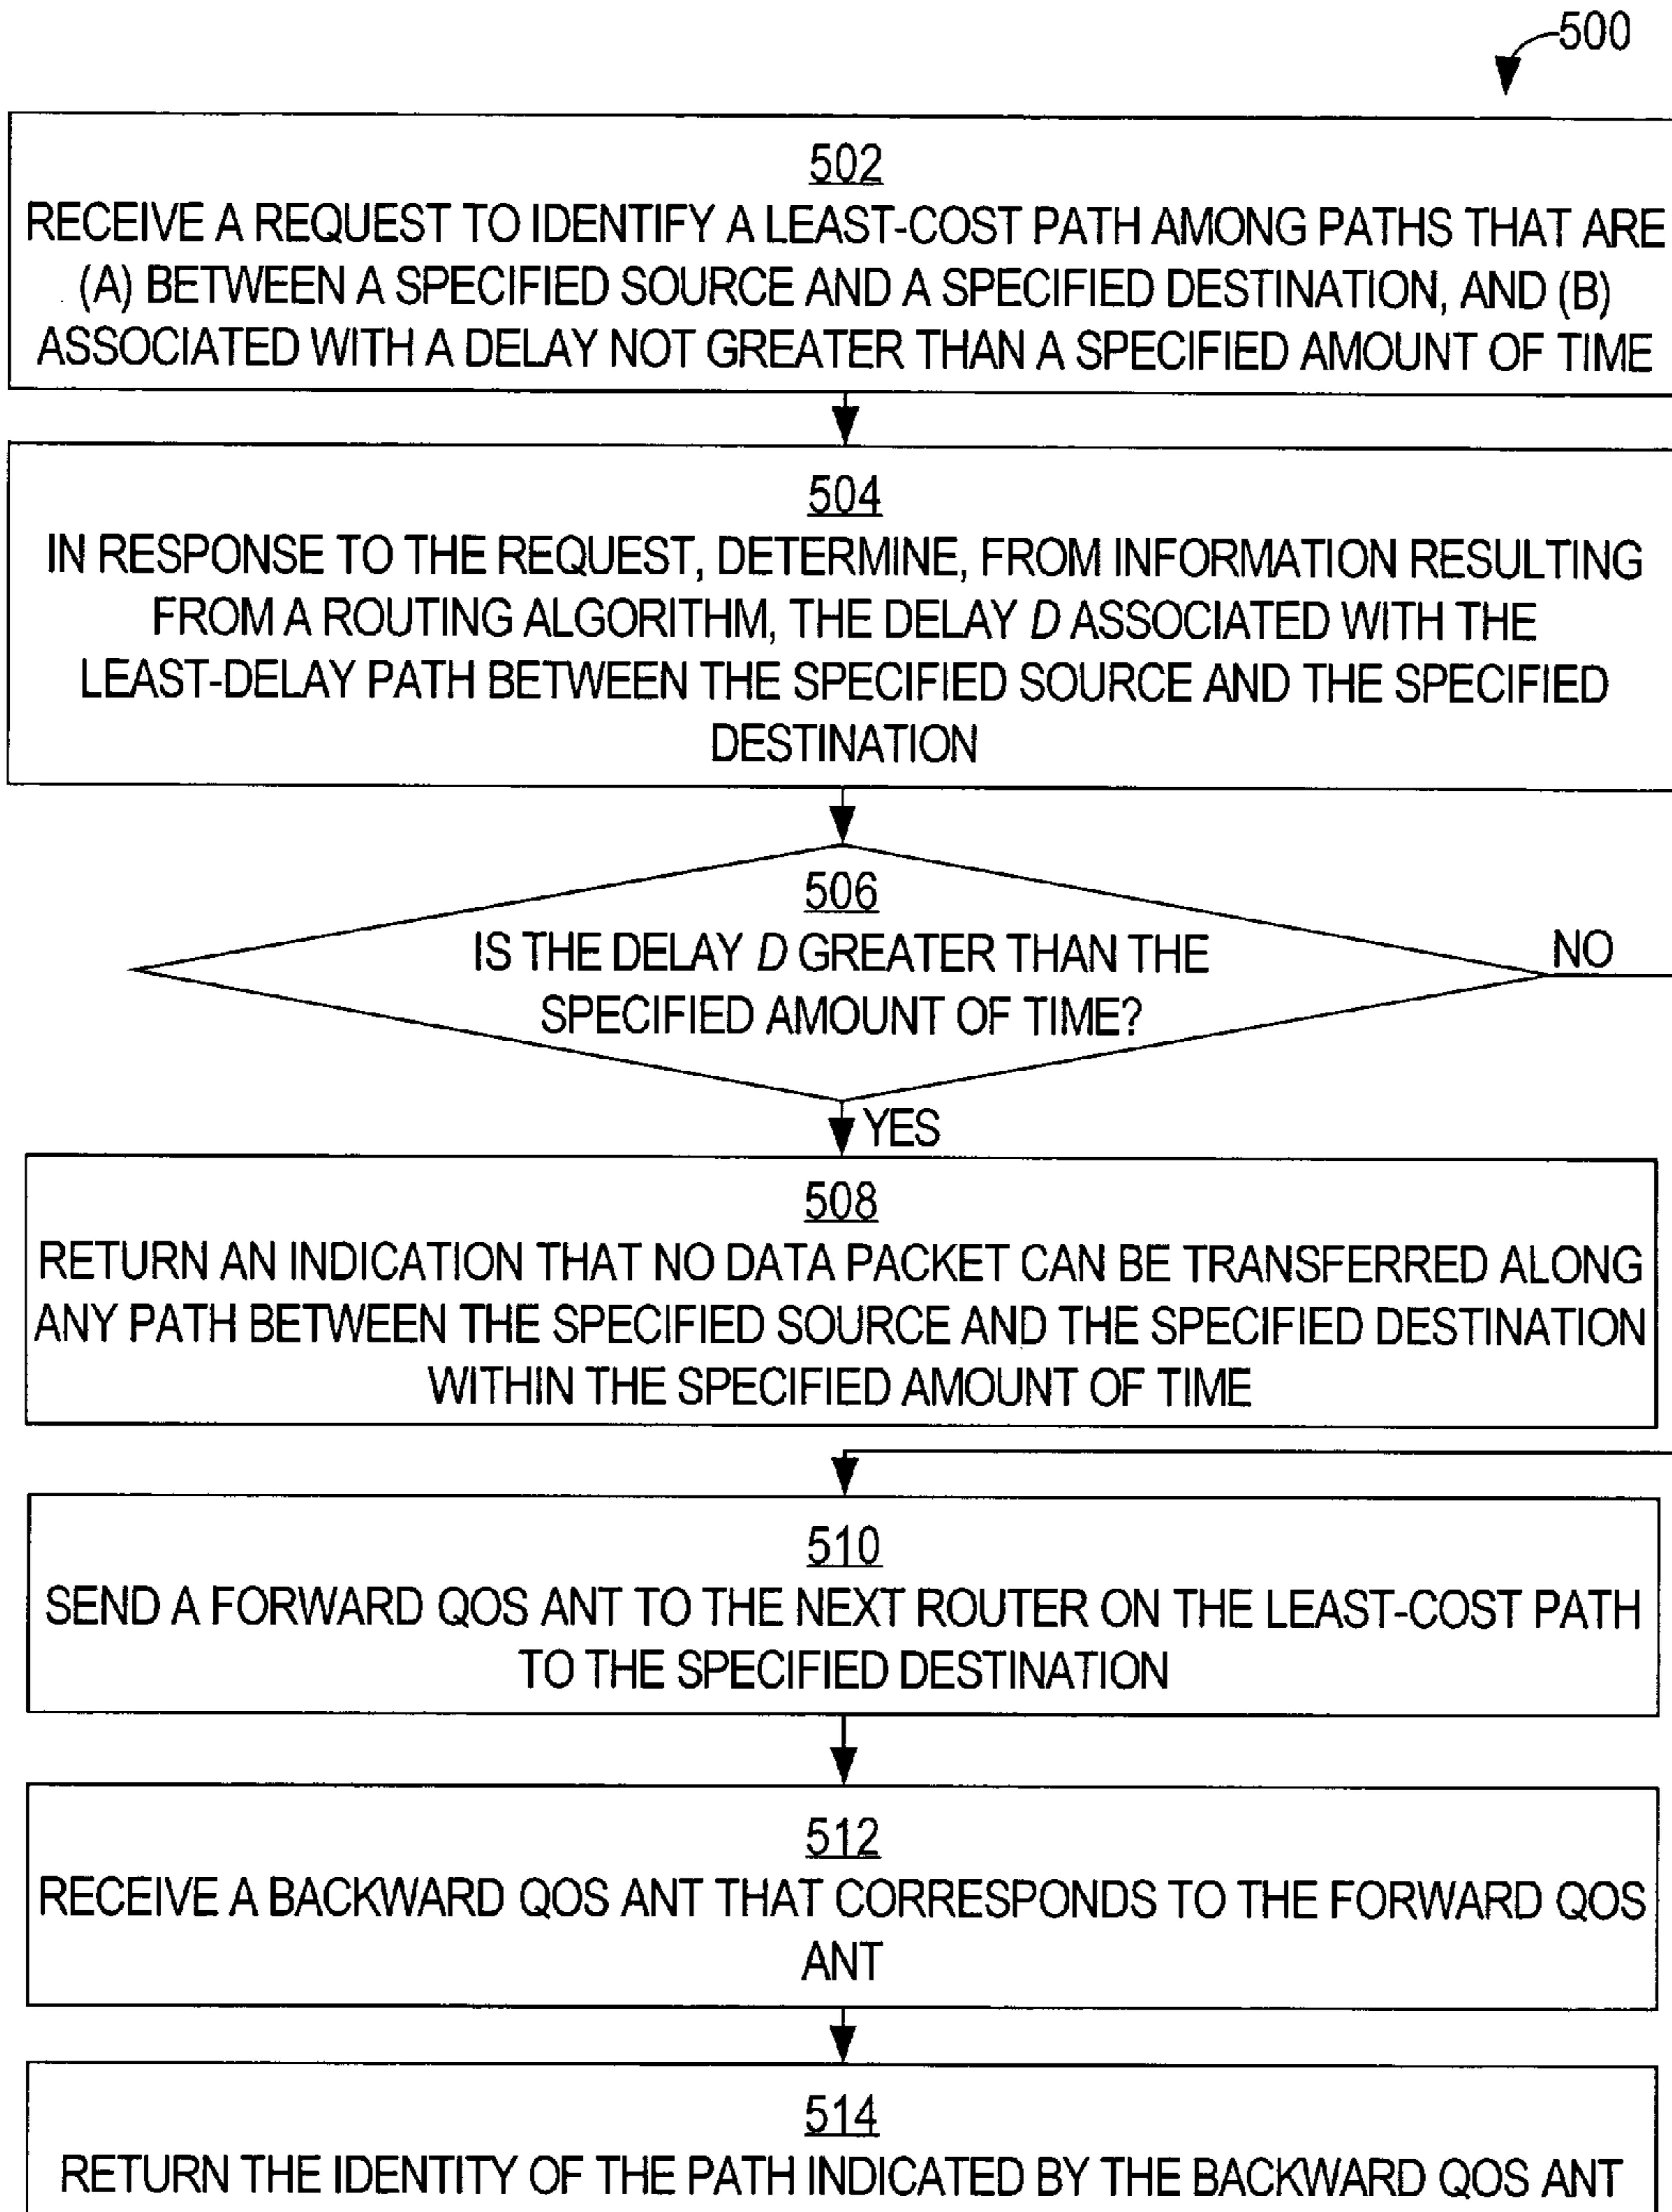 500
502
RECEIVE A REQUEST TO IDENTIFY A LEAST-COST PATH AMONG PATHS THAT ARE
(A) BETWEEN A SPECIFIED SOURCE AND A SPECIFIED DESTINATION, AND (B)
ASSOCIATED WITH A DELAY NOT GREATER THAN A SPECIFIED AMOUNT OF TIME
504
IN RESPONSE TO THE REQUEST, DETERMINE, FROM INFORMATION RESULTING
FROM A ROUTING ALGORITHM, THE DELAY D ASSOCIATED WITH THE
LEAST-DELAY PATH BETWEEN THE SPECIFIED SOURCE AND THE SPECIFIED
DESTINATION
506
IS THE DELAY D GREATER THAN THE
SPECIFIED AMOUNT OF TIME?
NO
YES
508
RETURN AN INDICATION THAT NO DATA PACKET CAN BE TRANSFERRED ALONG
ANY PATH BETWEEN THE SPECIFIED SOURCE AND THE SPECIFIED DESTINATION
WITHIN THE SPECIFIED AMOUNT OF TIME
510
SEND A FORWARD QOS ANT TO THE NEXT ROUTER ON THE LEAST-COST PATH
TO THE SPECIFIED DESTINATION
512
RECEIVE A BACKWARD QOS ANT THAT CORRESPONDS TO THE FORWARD QOS
ANT
514
RETURN THE IDENTITY OF THE PATH INDICATED BY THE BACKWARD QOS ANT